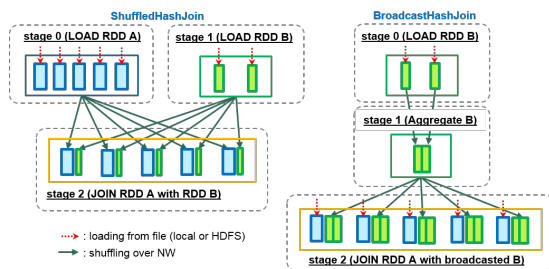 ShuffledHashJoin
stage 0 (LOAD RDD A)
stage 1 (LOAD RDD B)
stage 2 (JOIN RDD A with RDD B)
: loading from file (local or HDFS)
: shuffling over NW
BroadcastHashJoin
stage 0 (LOAD RDD B)
stage 1 (Aggregate B)
stage 2 (JOIN RDD A with broadcasted B)